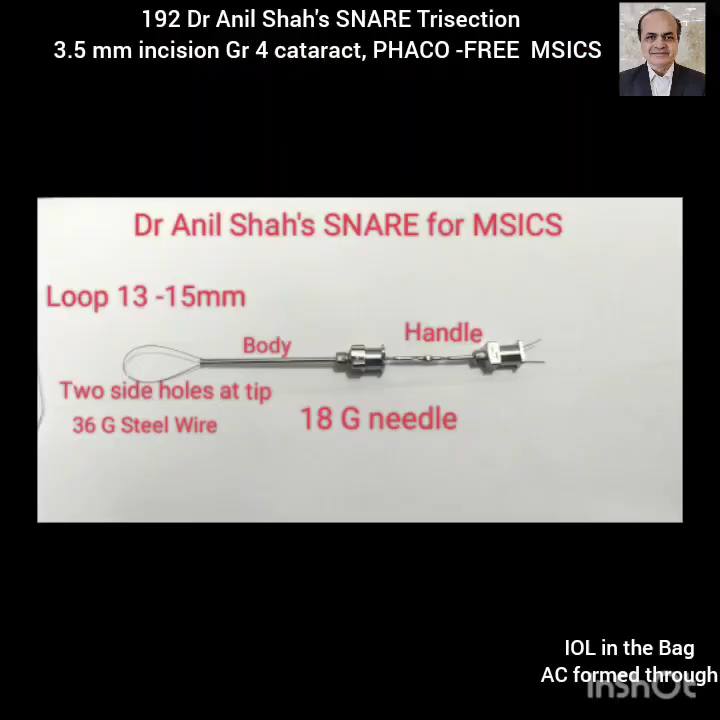 192 Dr Anil Shah's SNARE Trisection
3.5 mm incision Gr 4 cataract, PHACO -FREE  MSICS
Dr Anil Shah's SNARE for MSICS
Loop 13 -15mm
Handle
Body
Two side holes at tip
36 G Steel Wire
18 G needle
IOL in the Bag
AC formed through
InShOt